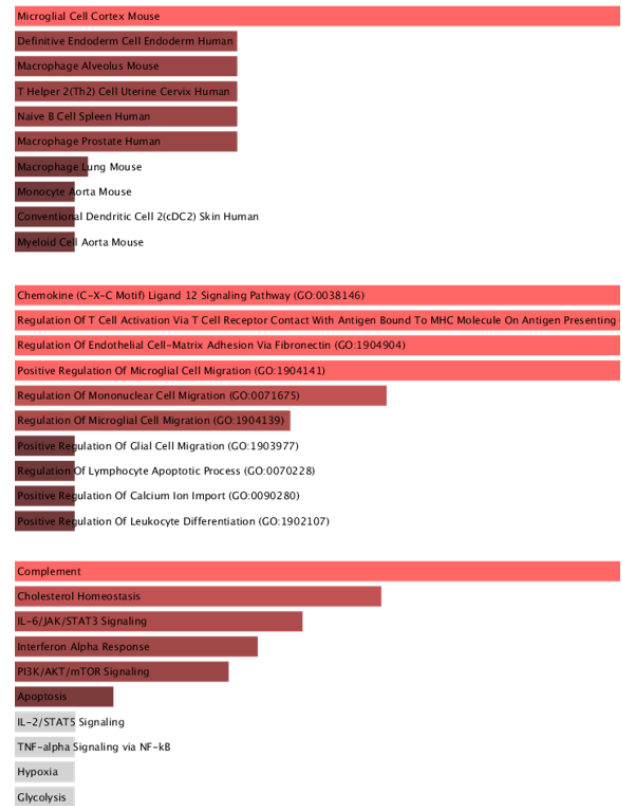 Microglial Cell Cortex Mouse
Definitive Endoderm Cell Endoderm Human
Macrophage Alveolus Mouse
T Helper 2(Th2) Cell Uterine Cervix Human
Naive B Cell Spleen Human
Macrophage Prostate Human
Macrophage Lung Mouse
Monocyte Aorta Mouse
Conventional Dendritic Cell 2(cDC2) Skin Human
Myeloid Cell Aorta Mouse
Chemokine (C-X-C Motif) Ligand 12 Signaling Pathway (GO:0038146)
Regulation Of T Cell Activation Via T Cell Receptor Contact With Antigen Bound To MHC Molecule On Antigen Presenting
Regulation Of Endothelial Cell-Matrix Adhesion Via Fibronectin (GO:1904904)
Positive Regulation Of Microglial Cell Migration (GO:1904141)
Regulation Of Mononuclear Cell Migration (GO:0071675)
Regulation Of Microglial Cell Migration (GO:1904139)
Positive Regulation Of Glial Cell Migration (GO:1903977)
Regulation Of Lymphocyte Apoptotic Process (GO:0070228)
Positive Regulation Of Calcium Ion Import (GO:0090280)
Positive Regulation Of Leukocyte Differentiation (GO:1902107)
Complement
Cholesterol Homeostasis
IL-6/JAK/STAT3 Signaling
Interferon Alpha Response
PI3K/AKT/mTOR Signaling
Apoptosis
IL-2/STAT5 Signaling
TNF-alpha Signaling via NF-kB
Hypoxia
Glycolysis